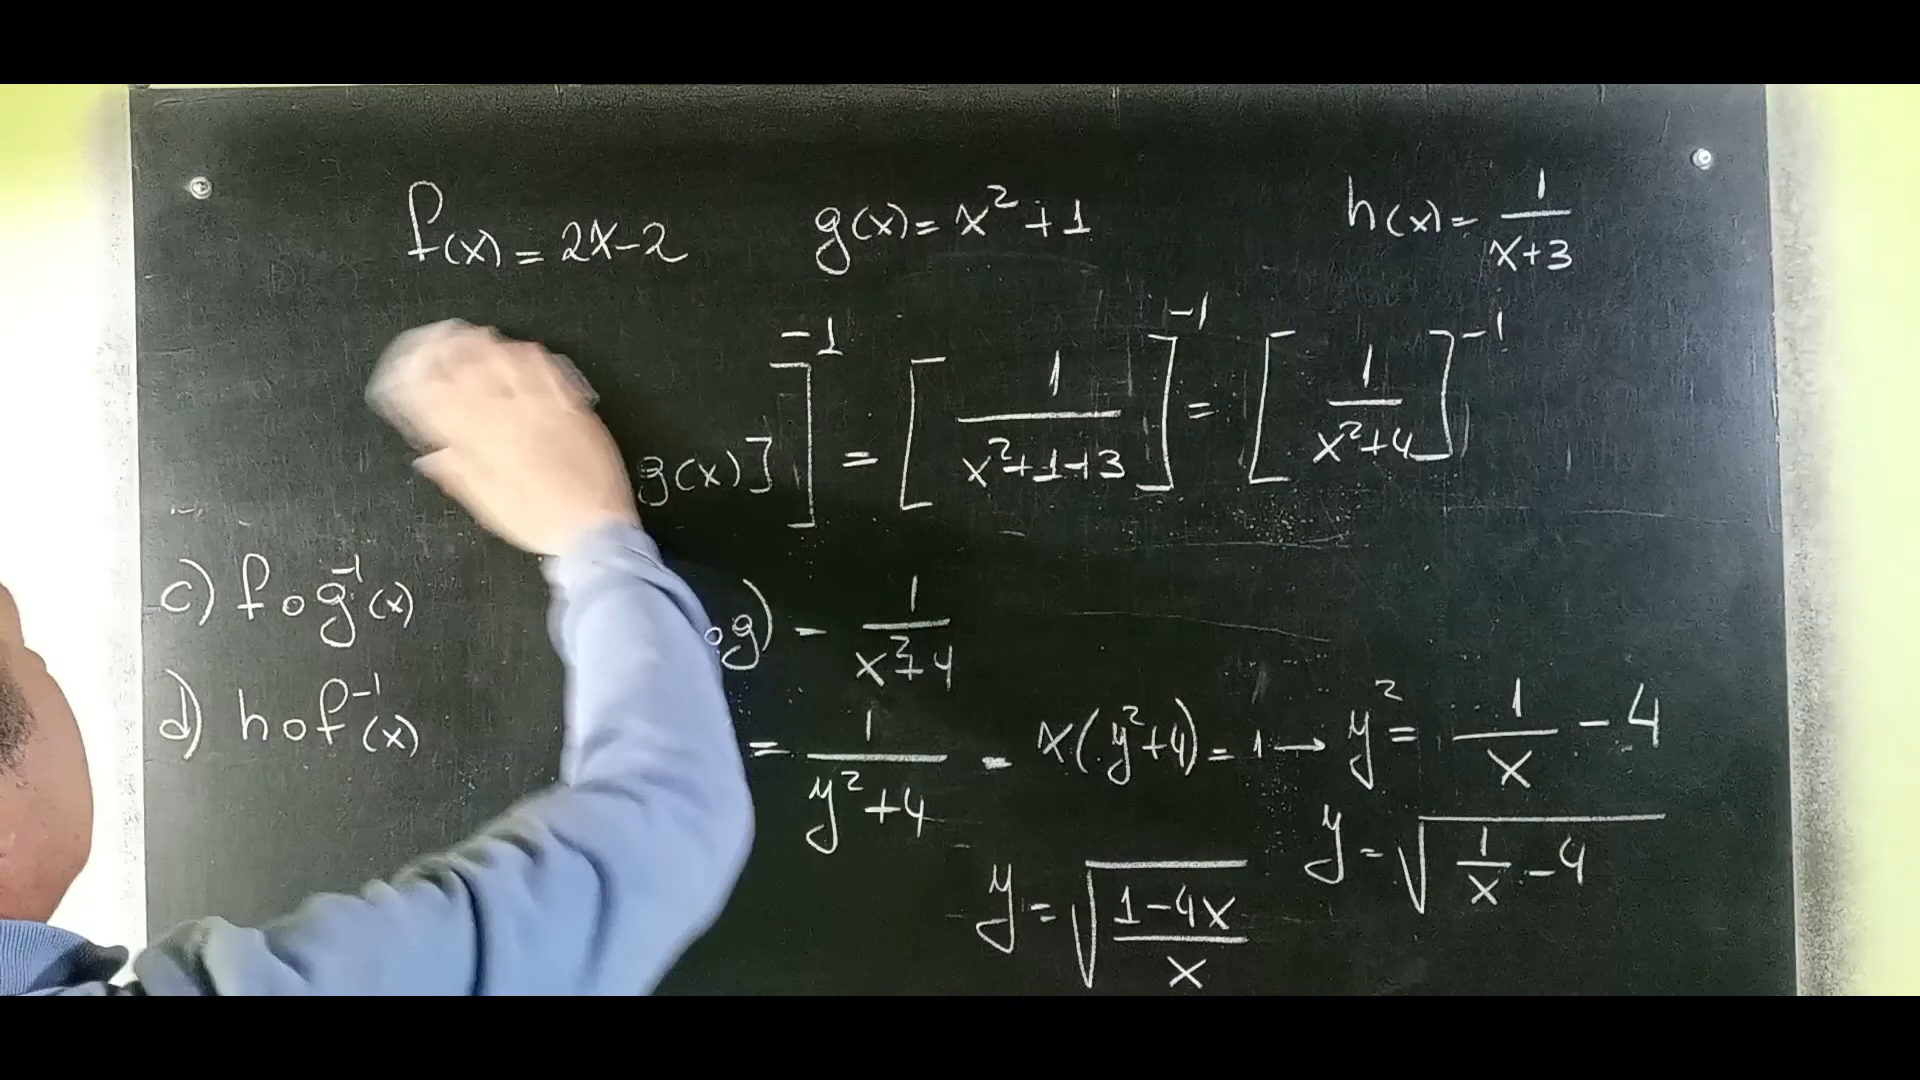 f(x) = 2x-2    g(x) = x² + 1    h(x) = 1/(x+3)
g(x)]]⁻¹ = [1/(x²+1+3)]⁻¹ = [1/(x²+4)]⁻¹
c) f o g⁻¹(x)
og) - 1/(x²+4)
d) h o f⁻¹(x)
= 1/(y²+4) - x(y²+4) = 1 → y² = 1/x - 4
y = √(1/x - 4)
y = √((1-4x)/x)